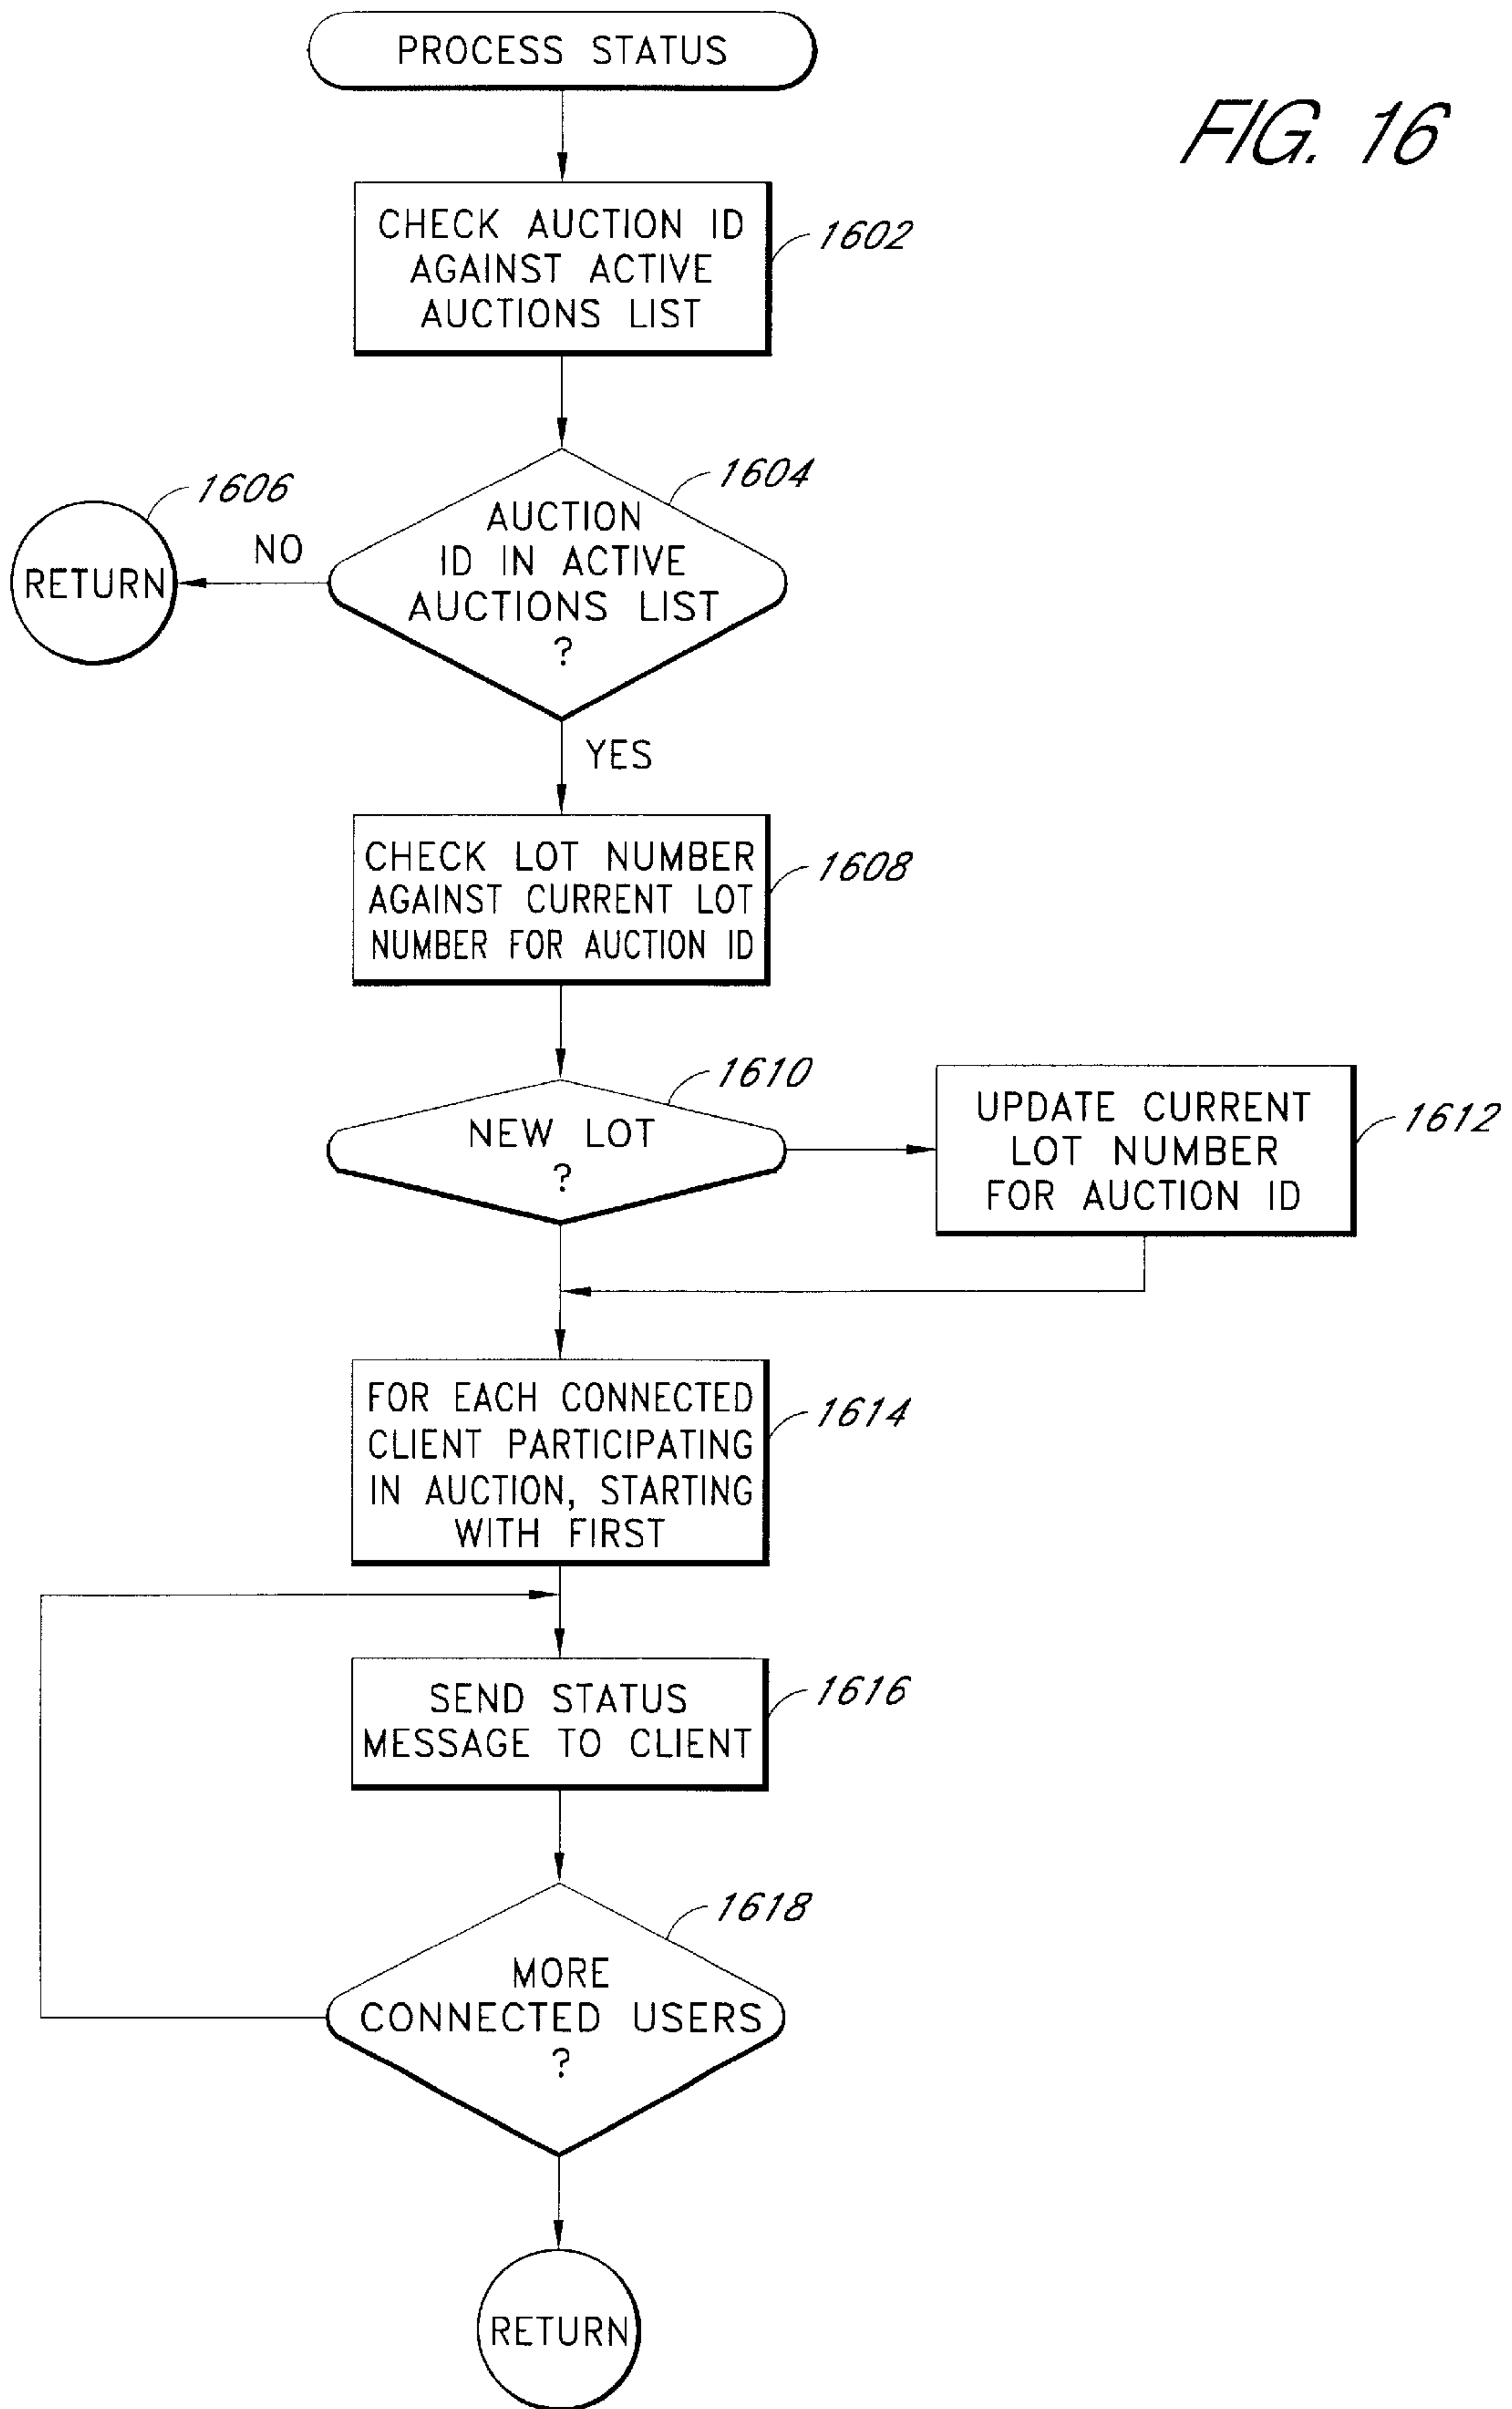 PROCESS STATUS
FIG. 16
CHECK AUCTION ID
AGAINST ACTIVE
AUCTIONS LIST
1602
1604
1606
AUCTION
ID IN ACTIVE
AUCTIONS LIST
?
NO
RETURN
YES
CHECK LOT NUMBER
AGAINST CURRENT LOT
NUMBER FOR AUCTION ID
1608
1610
NEW LOT
?
UPDATE CURRENT
LOT NUMBER
FOR AUCTION ID
1612
FOR EACH CONNECTED
CLIENT PARTICIPATING
IN AUCTION, STARTING
WITH FIRST
1614
SEND STATUS
MESSAGE TO CLIENT
1616
1618
MORE
CONNECTED USERS
?
RETURN